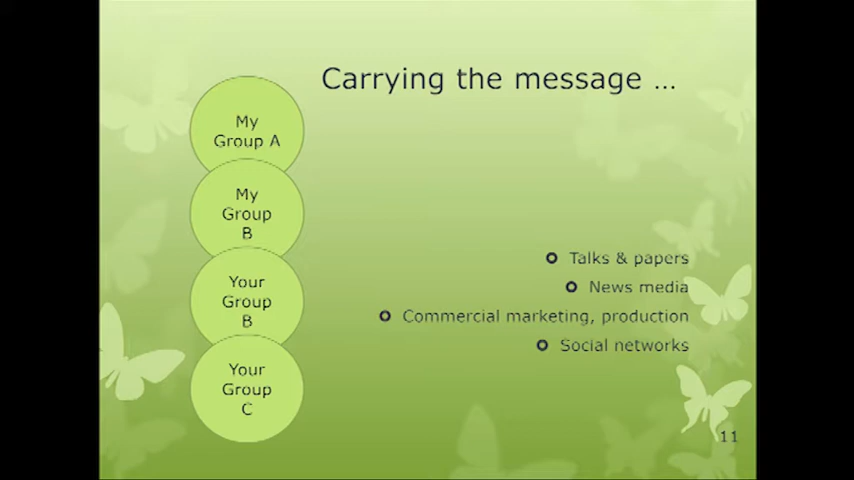 Carrying the message ...
My
Group A
My
Group
B
Your
Group
B
Your
Group
C
Talks & papers
News media
Commercial marketing, production
Social networks
11